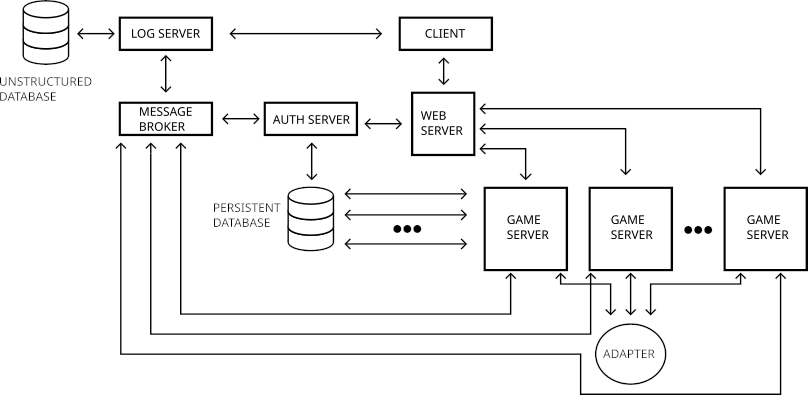 LOG SERVER
CLIENT
UNSTRUCTURED
DATABASE
MESSAGE
BROKER
AUTH SERVER
WEB
SERVER
PERSISTENT
DATABASE
GAME
SERVER
GAME
SERVER
GAME
SERVER
ADAPTER